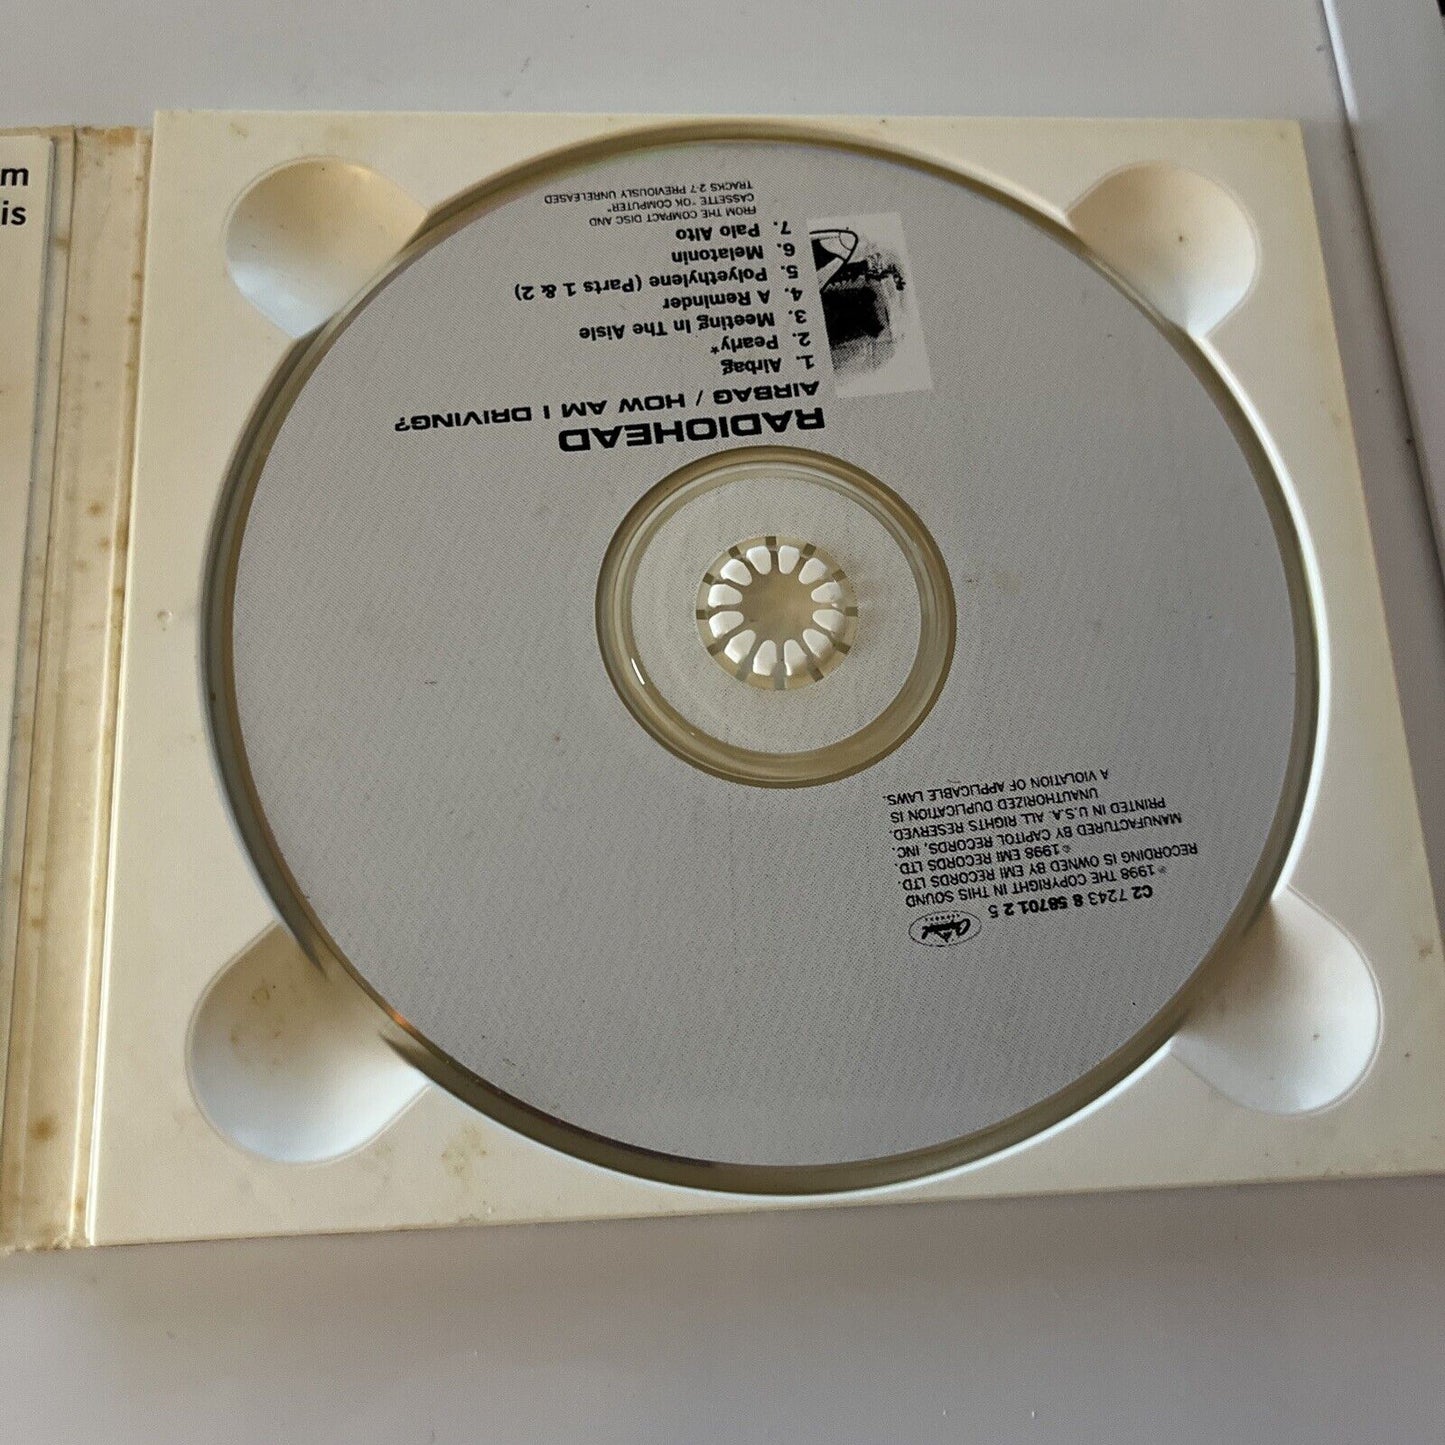 m
is
RADIOHEAD
AIRBAG / HOW AM I DRIVING?
1. Airbag
2. Pearly*
3. Meeting In The Aisle
4. A Reminder
5. Polyethylene (Parts 1 & 2)
6. Melatonin
7. Palo Alto
FROM THE COMPACT DISC AND
CASSETTE "OK COMPUTER"
TRACKS 2-7 PREVIOUSLY UNRELEASED
Capitol
RECORDS
C2 7243 8 58701 2 5
℗ 1998 THE COPYRIGHT IN THIS SOUND
RECORDING IS OWNED BY EMI RECORDS LTD.
© 1998 EMI RECORDS LTD.
MANUFACTURED BY CAPITOL RECORDS, INC.
PRINTED IN U.S.A. ALL RIGHTS RESERVED.
UNAUTHORIZED DUPLICATION IS
A VIOLATION OF APPLICABLE LAWS.